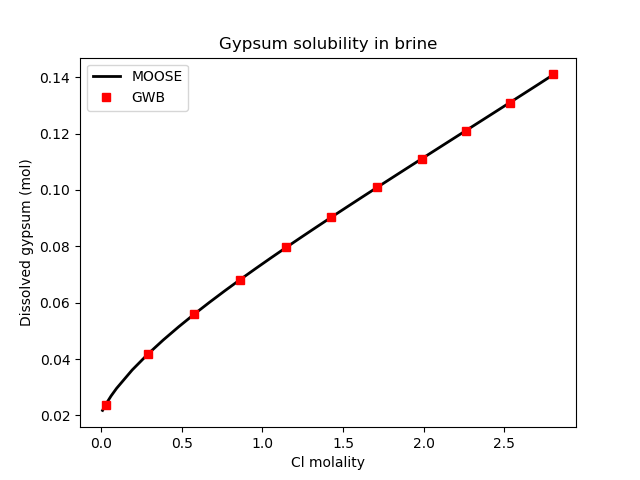 Gypsum solubility in brine
MOOSE
GWB
Dissolved gypsum (mol)
0.14
0.12
0.10
0.08
0.06
0.04
0.02
0.0 0.5 1.0 1.5 2.0 2.5
Cl molality